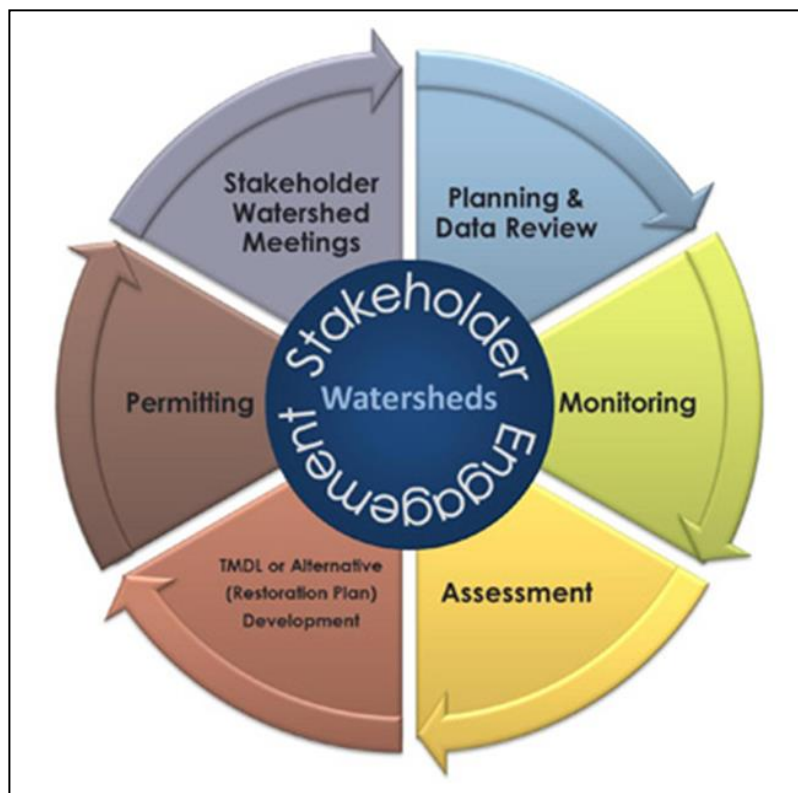 Stakeholder
Watershed
Meetings
Planning &
Data Review
Permitting
Stakeholder Engagement
Watersheds
Monitoring
TMDL or Alternative
(Restoration Plan)
Development
Assessment